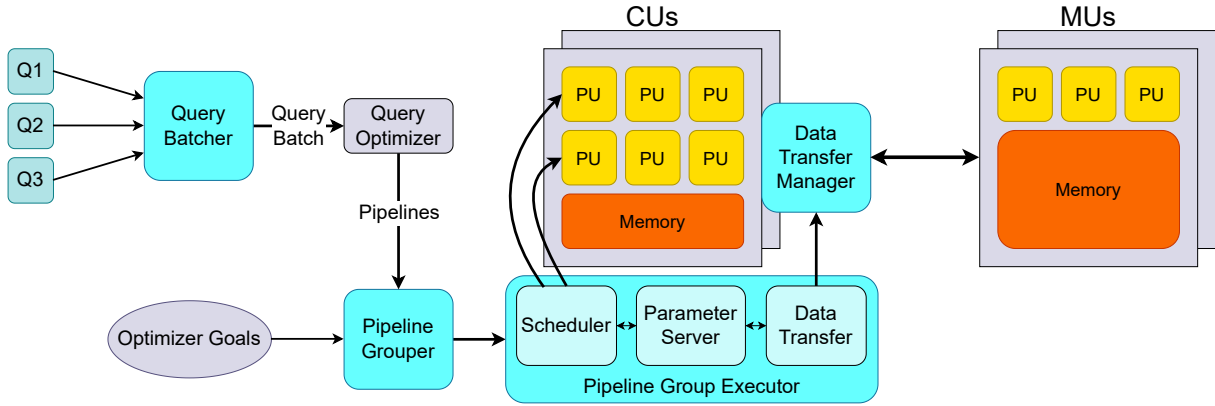 CUs
MUs
Q1
Q2
Q3
Query
Batcher
Query
Batch
Query
Optimizer
Pipelines
PU
PU
PU
PU
PU
PU
Memory
Data
Transfer
Manager
PU
PU
PU
Memory
Optimizer Goals
Pipeline
Grouper
Scheduler
Parameter
Server
Data
Transfer
Pipeline Group Executor